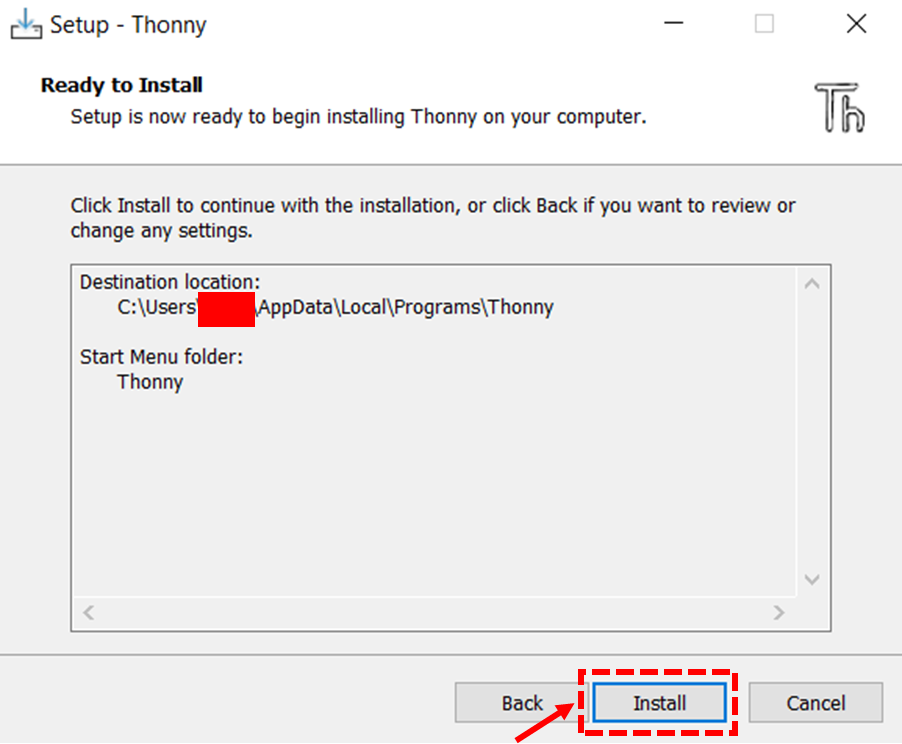 Setup - Thonny
Ready to Install
Setup is now ready to begin installing Thonny on your computer.
Th
Click Install to continue with the installation, or click Back if you want to review or
change any settings.
Destination location:
C:\Users\ \AppData\Local\Programs\Thonny
Start Menu folder:
Thonny
Back
Install
Cancel